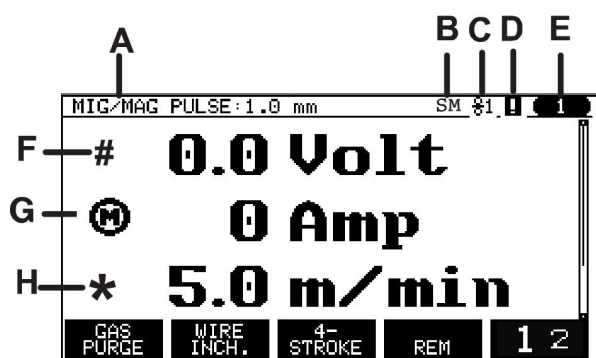 A B C D E
MIG/MAG PULSE:1.0 mm SM 1 1
F # 0.0 Volt
G M 0 Amp
H * 5.0 m/min
GAS PURGE WIRE INCH. 4-STROKE REM 1 2